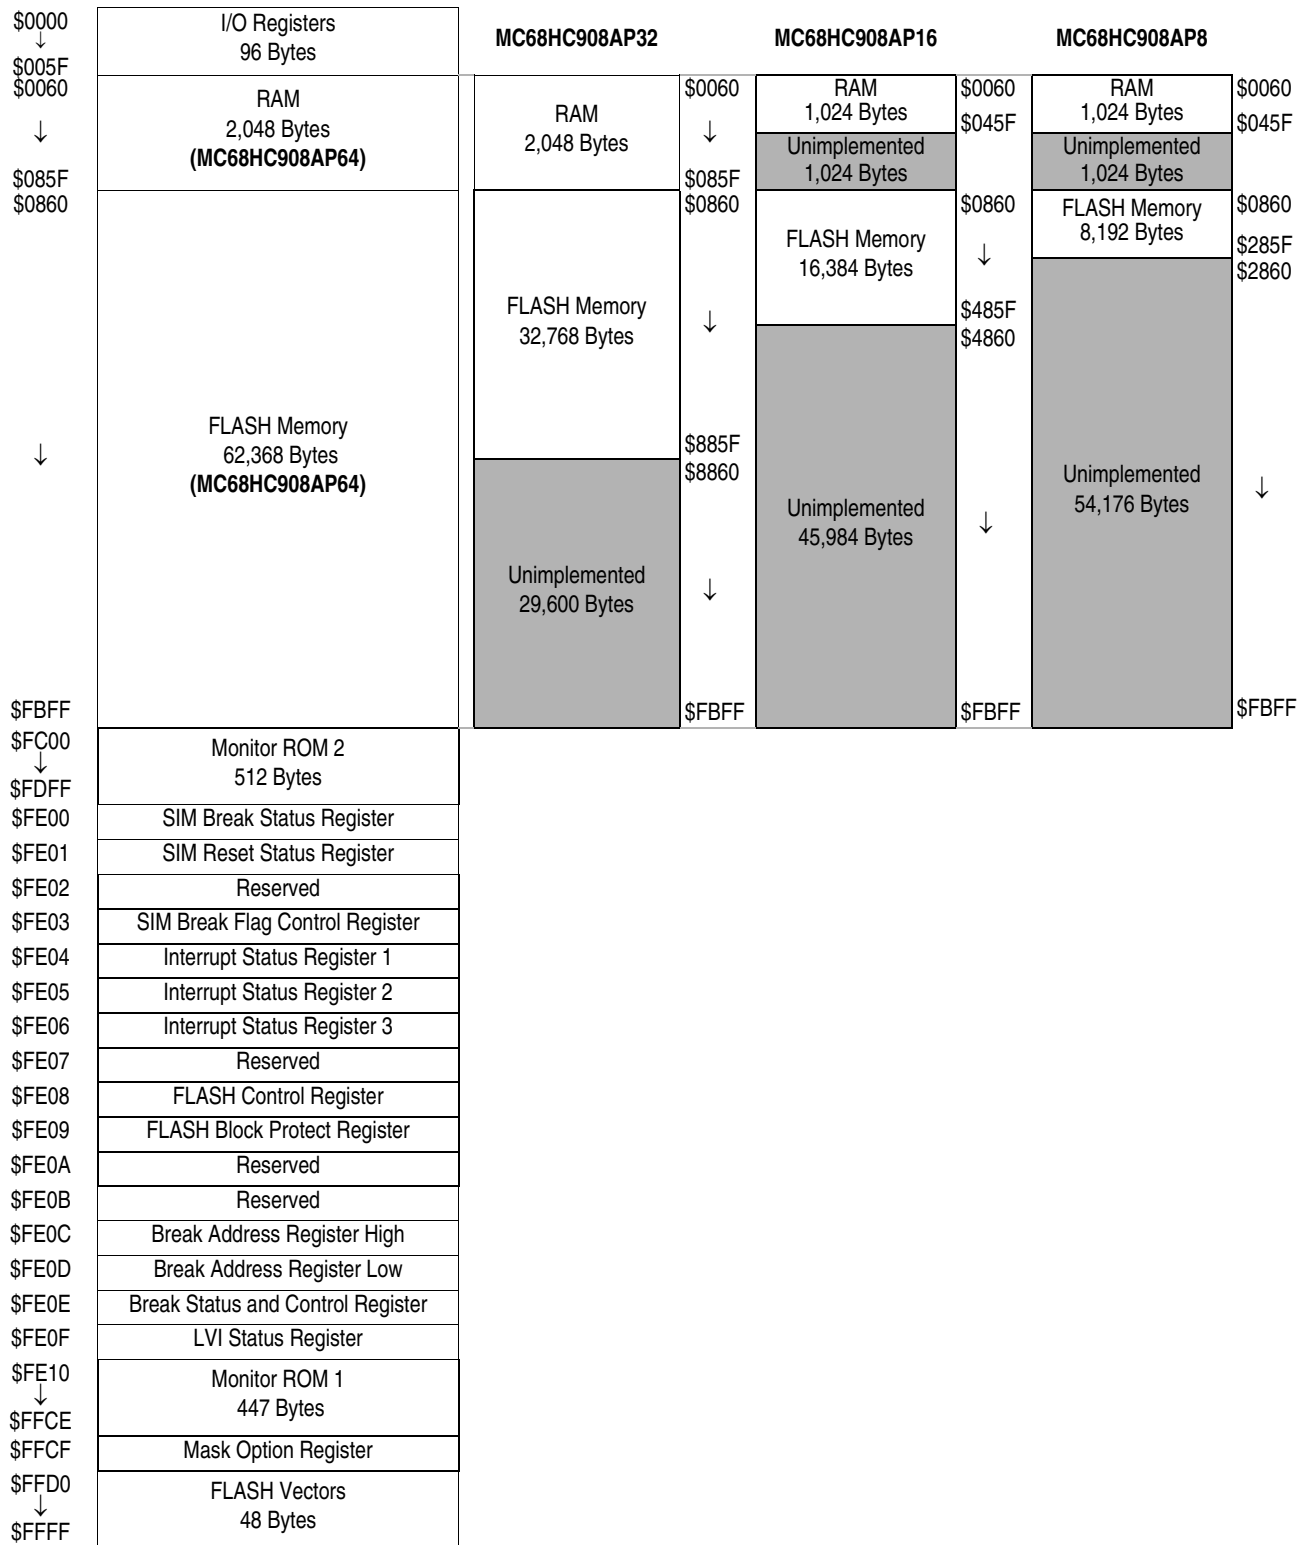 $0000
↓
$005F
I/O Registers
96 Bytes
MC68HC908AP32
MC68HC908AP16
MC68HC908AP8
$0060
↓
$085F
RAM
2,048 Bytes
(MC68HC908AP64)
RAM
2,048 Bytes
$0060
↓
$085F
RAM
1,024 Bytes
$0060
$045F
Unimplemented
1,024 Bytes
RAM
1,024 Bytes
$0060
$045F
Unimplemented
1,024 Bytes
$0860
↓
$FBFF
FLASH Memory
62,368 Bytes
(MC68HC908AP64)
FLASH Memory
32,768 Bytes
$0860
↓
$885F
Unimplemented
29,600 Bytes
$8860
↓
$FBFF
FLASH Memory
16,384 Bytes
$0860
↓
$485F
Unimplemented
45,984 Bytes
$4860
↓
$FBFF
FLASH Memory
8,192 Bytes
$0860
$285F
Unimplemented
54,176 Bytes
$2860
↓
$FBFF
$FC00
↓
$FDFF
Monitor ROM 2
512 Bytes
$FE00 SIM Break Status Register
$FE01 SIM Reset Status Register
$FE02 Reserved
$FE03 SIM Break Flag Control Register
$FE04 Interrupt Status Register 1
$FE05 Interrupt Status Register 2
$FE06 Interrupt Status Register 3
$FE07 Reserved
$FE08 FLASH Control Register
$FE09 FLASH Block Protect Register
$FE0A Reserved
$FE0B Reserved
$FE0C Break Address Register High
$FE0D Break Address Register Low
$FE0E Break Status and Control Register
$FE0F LVI Status Register
$FE10
↓
$FFCE
Monitor ROM 1
447 Bytes
$FFCF Mask Option Register
$FFD0
↓
$FFFF
FLASH Vectors
48 Bytes